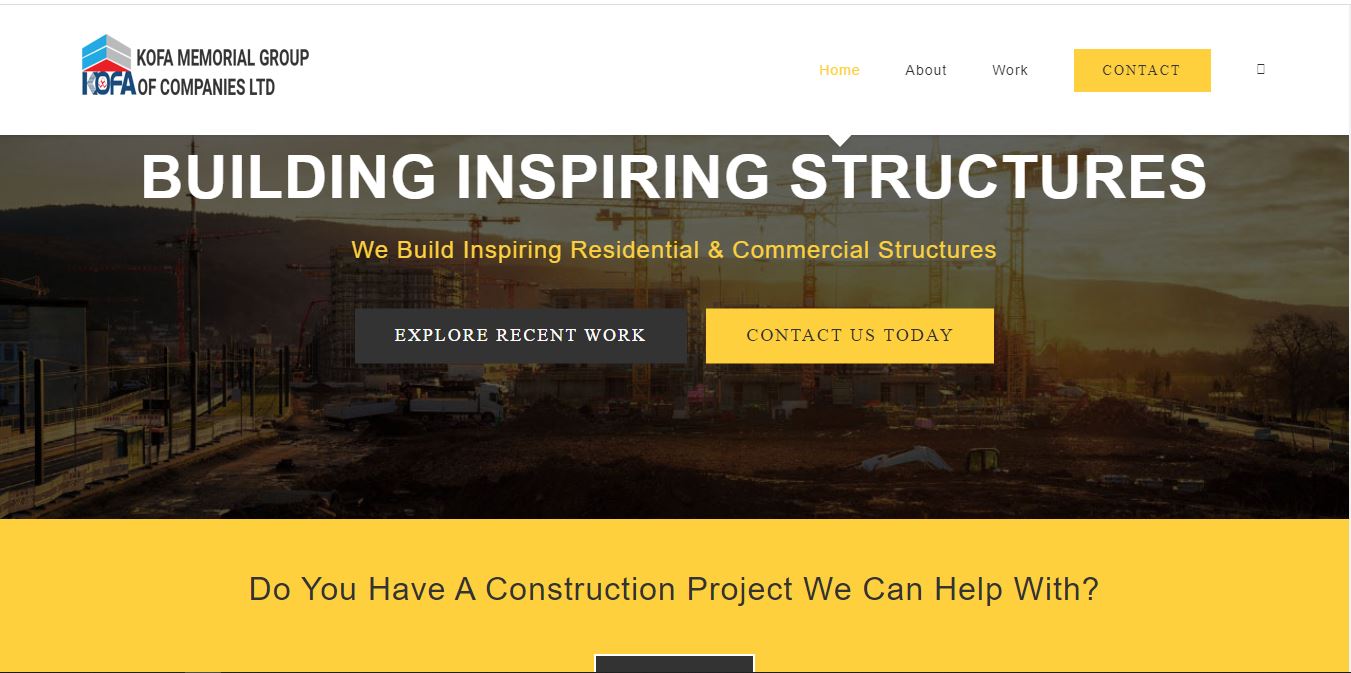 KOFA MEMORIAL GROUP
KOFA OF COMPANIES LTD
Home About Work CONTACT
BUILDING INSPIRING STRUCTURES
We Build Inspiring Residential & Commercial Structures
EXPLORE RECENT WORK CONTACT US TODAY
Do You Have A Construction Project We Can Help With?